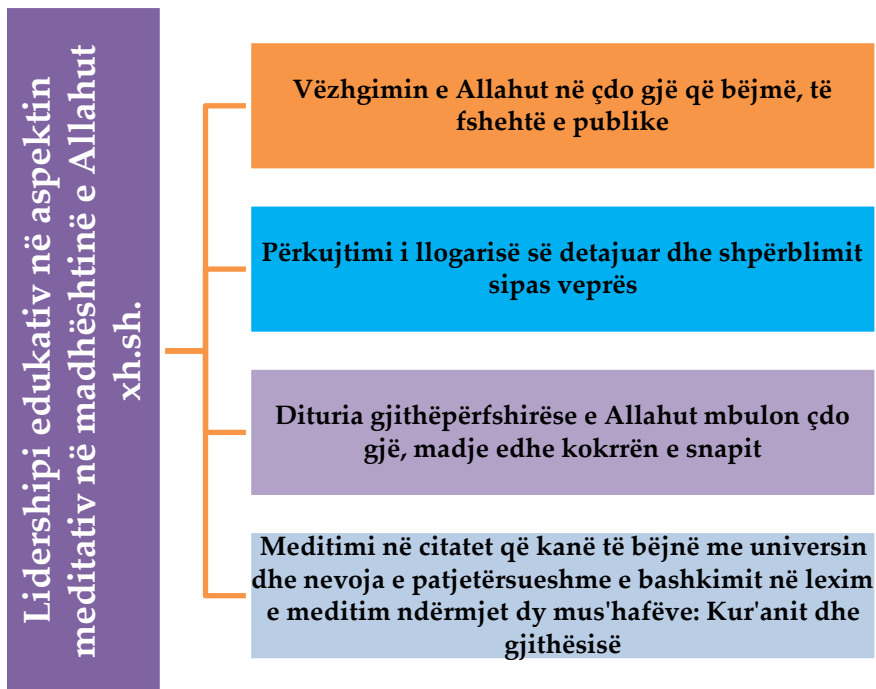 Lidershipi edukativ në aspektin
meditativ në madhështinë e Allahut
xh.sh.
Vëzhgimin e Allahut në çdo gjë që bëjmë, të
fshehtë e publike
Përkujtimi i llogarisë së detajuar dhe shpërblimit
sipas veprës
Dituria gjithëpërfshirëse e Allahut mbulon çdo
gjë, madje edhe kokrrën e snapit
Meditimi në citatet që kanë të bëjnë me universin
dhe nevoja e patjetërsueshme e bashkimit në lexim
e meditim ndërmjet dy mus'hafëve: Kur'anit dhe
gjithësisë